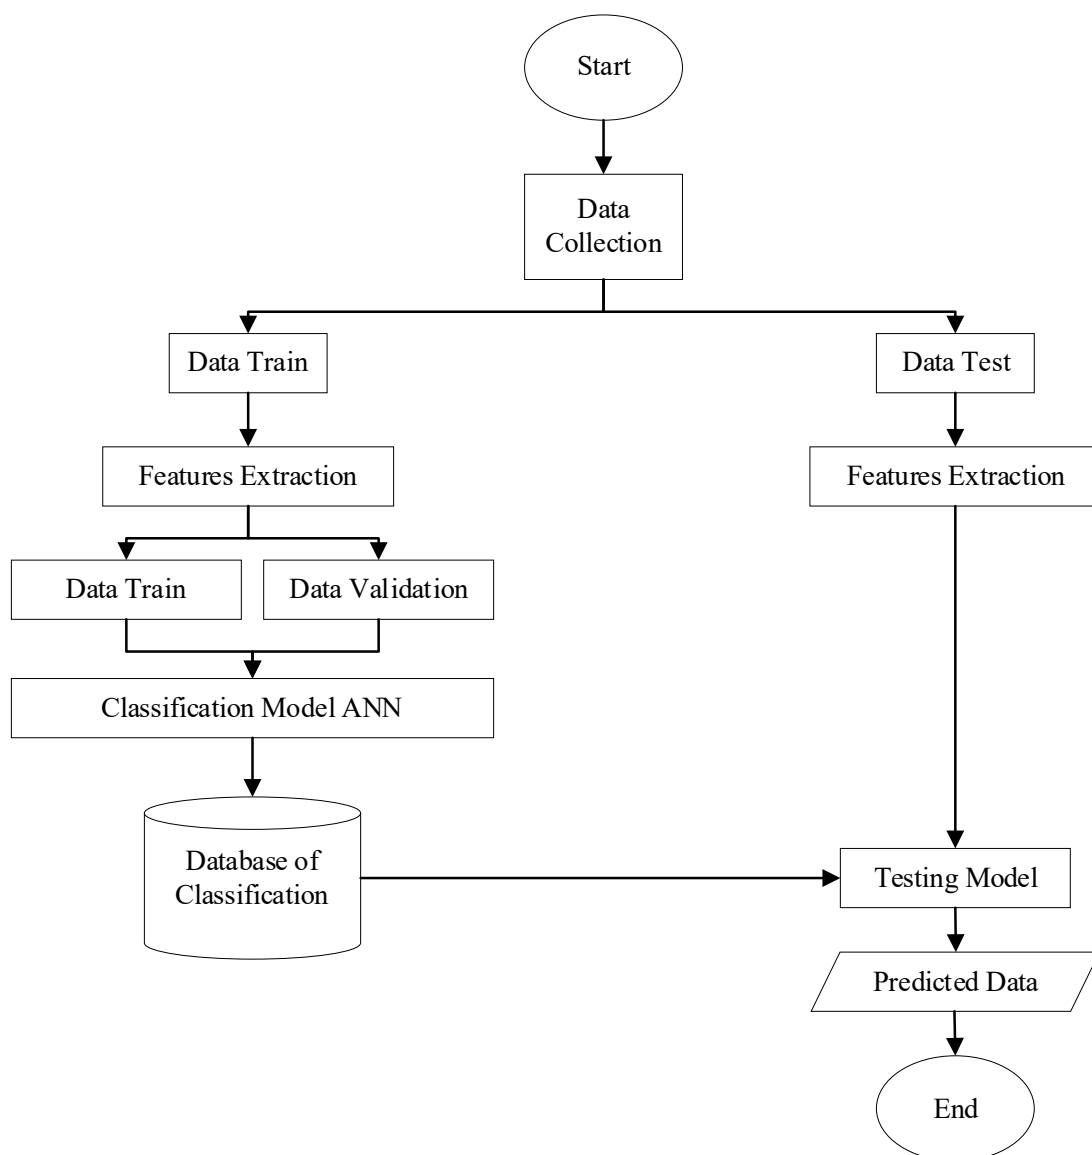 Start
Data
Collection
Data Train
Data Test
Features Extraction
Features Extraction
Data Train
Data Validation
Classification Model ANN
Database of
Classification
Testing Model
Predicted Data
End